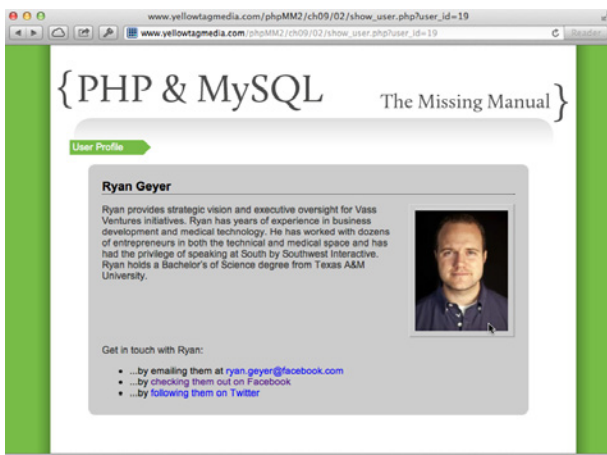 www.yellowtagmedia.com/phpMM2/ch09/02/show_user.php?user_id=19
www.yellowtagmedia.com/phpMM2/ch09/02/show_user.php?user_id=19
Reader
{PHP & MySQL
The Missing Manual}
User Profile
Ryan Geyer
Ryan provides strategic vision and executive oversight for Vass
Ventures initiatives. Ryan has years of experience in business
development and medical technology. He has worked with dozens
of entrepreneurs in both the technical and medical space and has
had the privilege of speaking at South by Southwest Interactive.
Ryan holds a Bachelor's of Science degree from Texas A&M
University.
Get in touch with Ryan:
• ...by emailing them at ryan.geyer@facebook.com
• ...by checking them out on Facebook
• ...by following them on Twitter